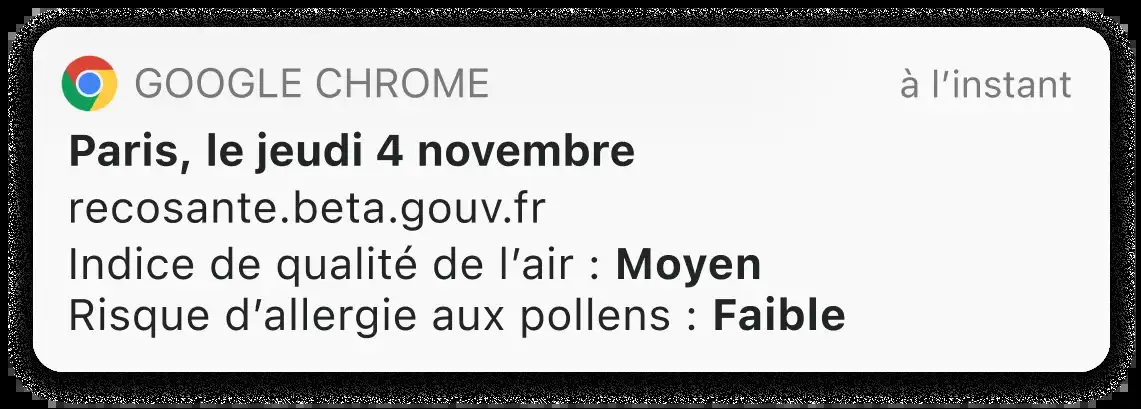 GOOGLE CHROME à l’instant
Paris, le jeudi 4 novembre
recosante.beta.gouv.fr
Indice de qualité de l’air : Moyen
Risque d’allergie aux pollens : Faible